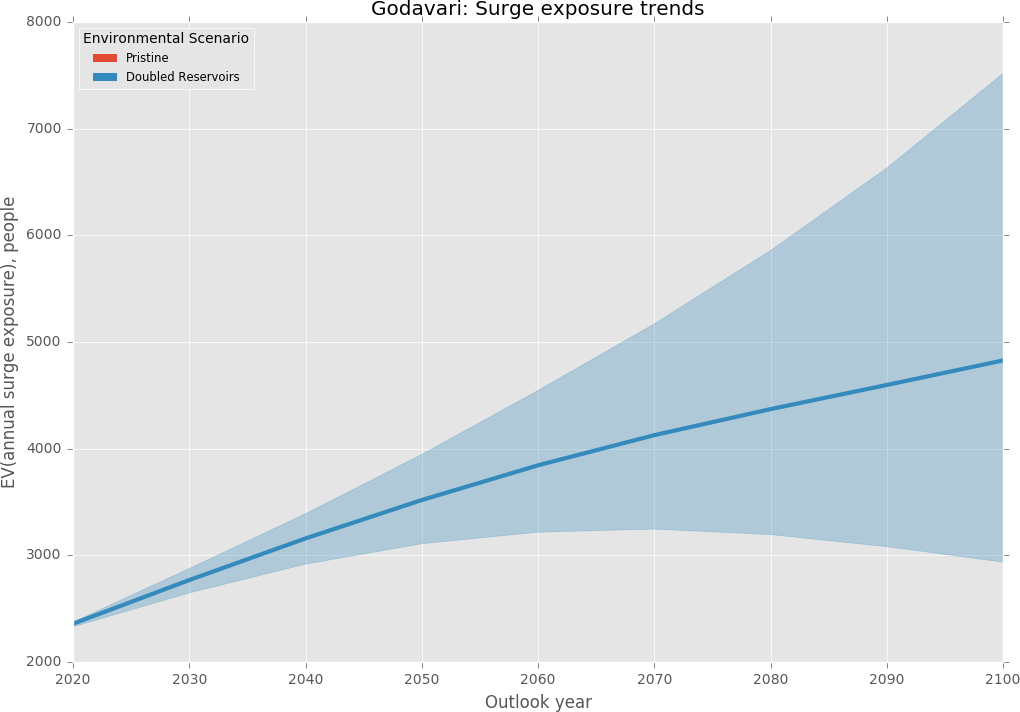 Godavari: Surge exposure trends
Environmental Scenario
Pristine
Doubled Reservoirs
EV(annual surge exposure), people
8000
7000
6000
5000
4000
3000
2000
2020 2030 2040 2050 2060 2070 2080 2090 2100
Outlook year